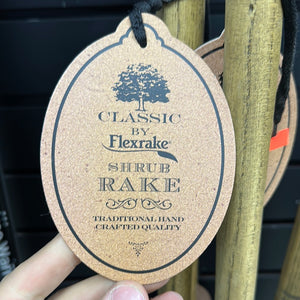 CLASSIC
BY
Flexrake
SHRUB
RAKE
TRADITIONAL HAND
CRAFTED QUALITY